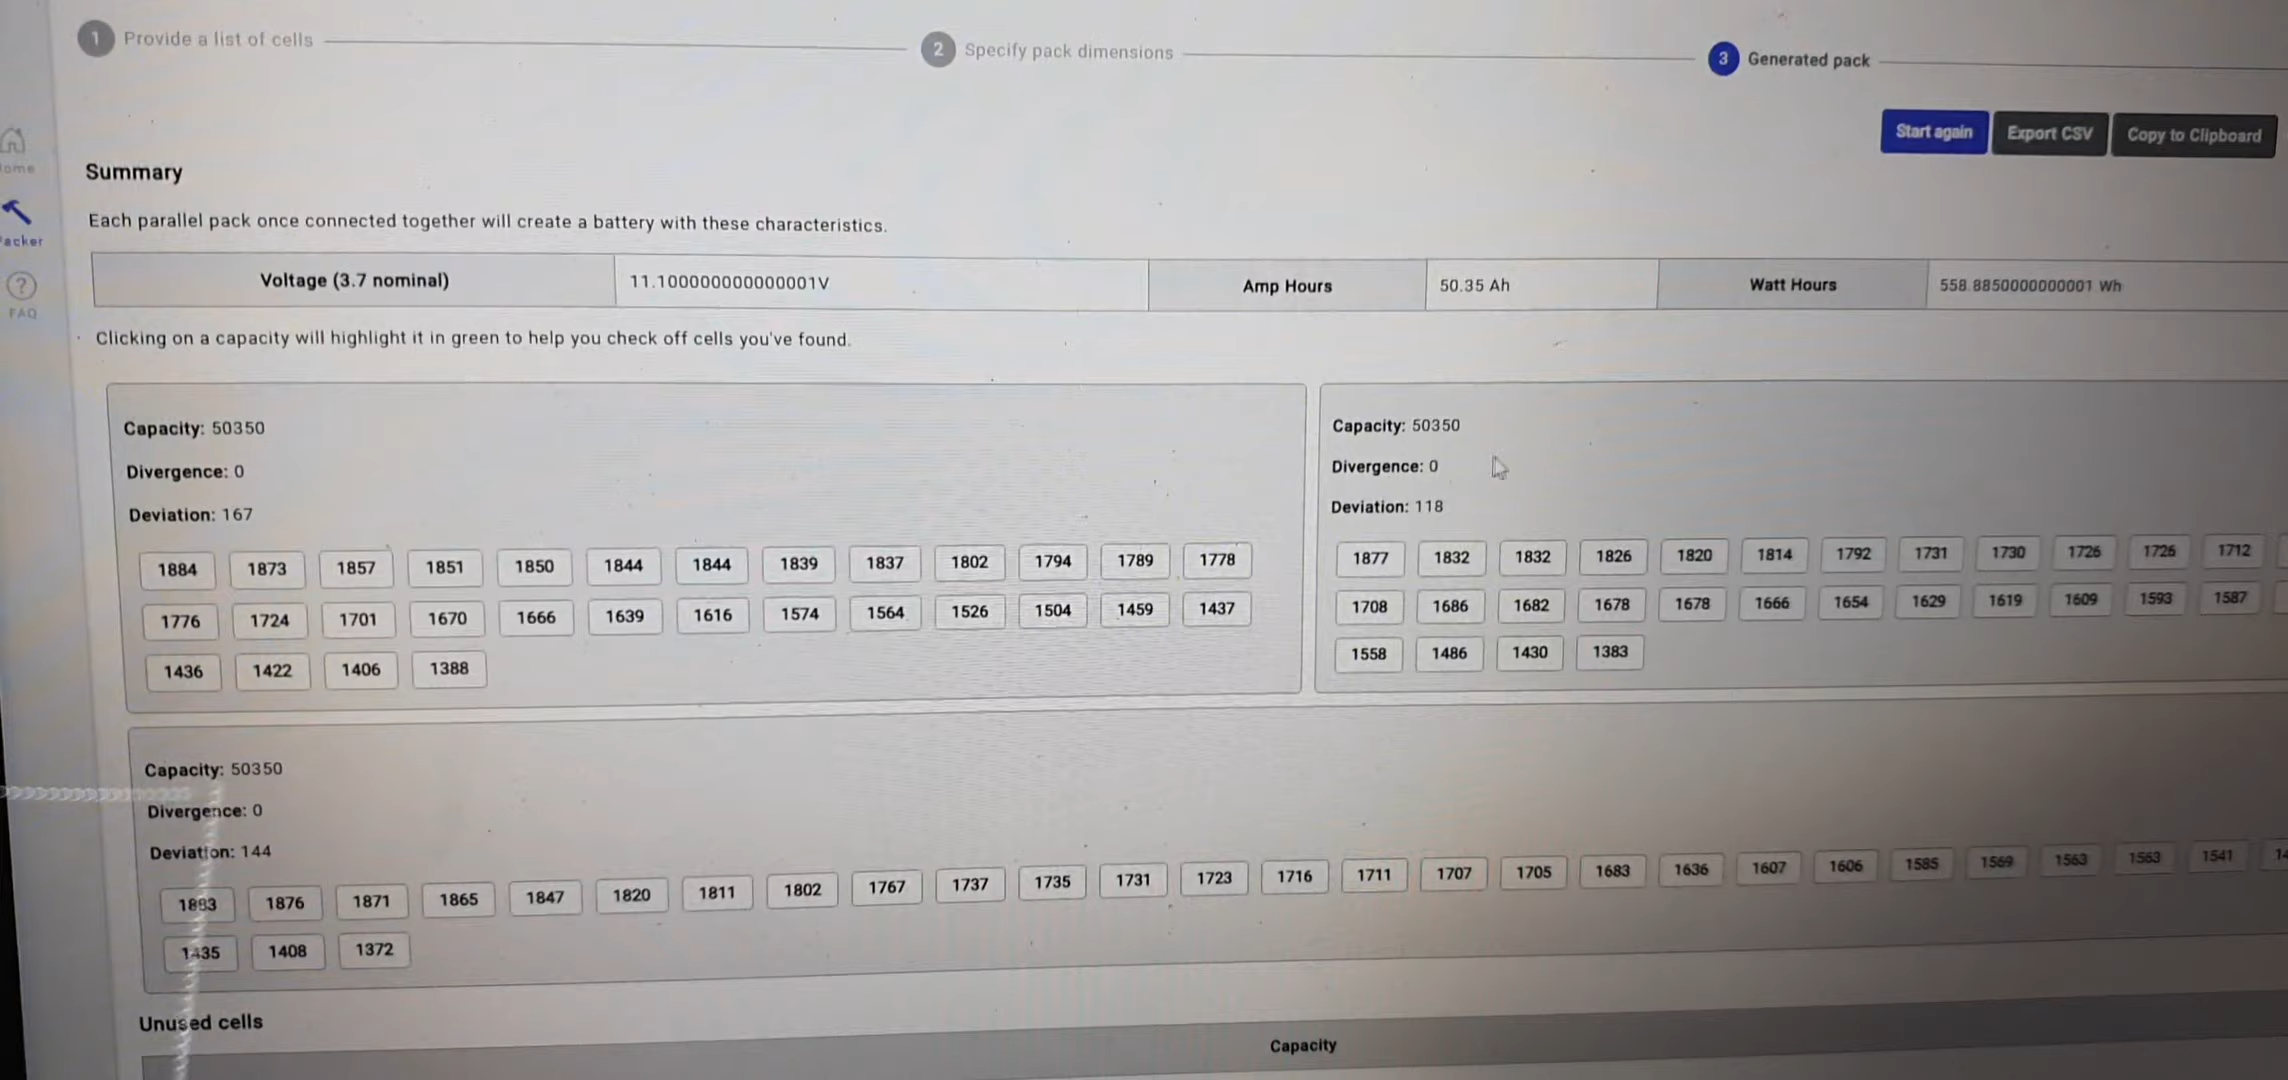 1 Provide a list of cells 2 Specify pack dimensions 3 Generated pack
Start again Export CSV Copy to Clipboard
ome
acker
FAQ
Summary
Each parallel pack once connected together will create a battery with these characteristics.
Voltage (3.7 nominal) 11.100000000000001V Amp Hours 50.35 Ah Watt Hours 558.8850000000001 Wh
Clicking on a capacity will highlight it in green to help you check off cells you've found.
Capacity: 50350
Divergence: 0
Deviation: 167
1884 1873 1857 1851 1850 1844 1844 1839 1837 1802 1794 1789 1778
1776 1724 1701 1670 1666 1639 1616 1574 1564 1526 1504 1459 1437
1436 1422 1406 1388
Capacity: 50350
Divergence: 0
Deviation: 118
1877 1832 1832 1826 1820 1814 1792 1731 1730 1726 1726 1712
1708 1686 1682 1678 1678 1666 1654 1629 1619 1609 1593 1587
1558 1486 1430 1383
Capacity: 50350
Divergence: 0
Deviation: 144
1876 1871 1865 1847 1820 1811 1802 1767 1737 1735 1731 1723 1716 1711 1707 1705 1683 1636 1607 1606 1585 1569 1563 1563 1541
1435 1408 1372
Unused cells
Capacity